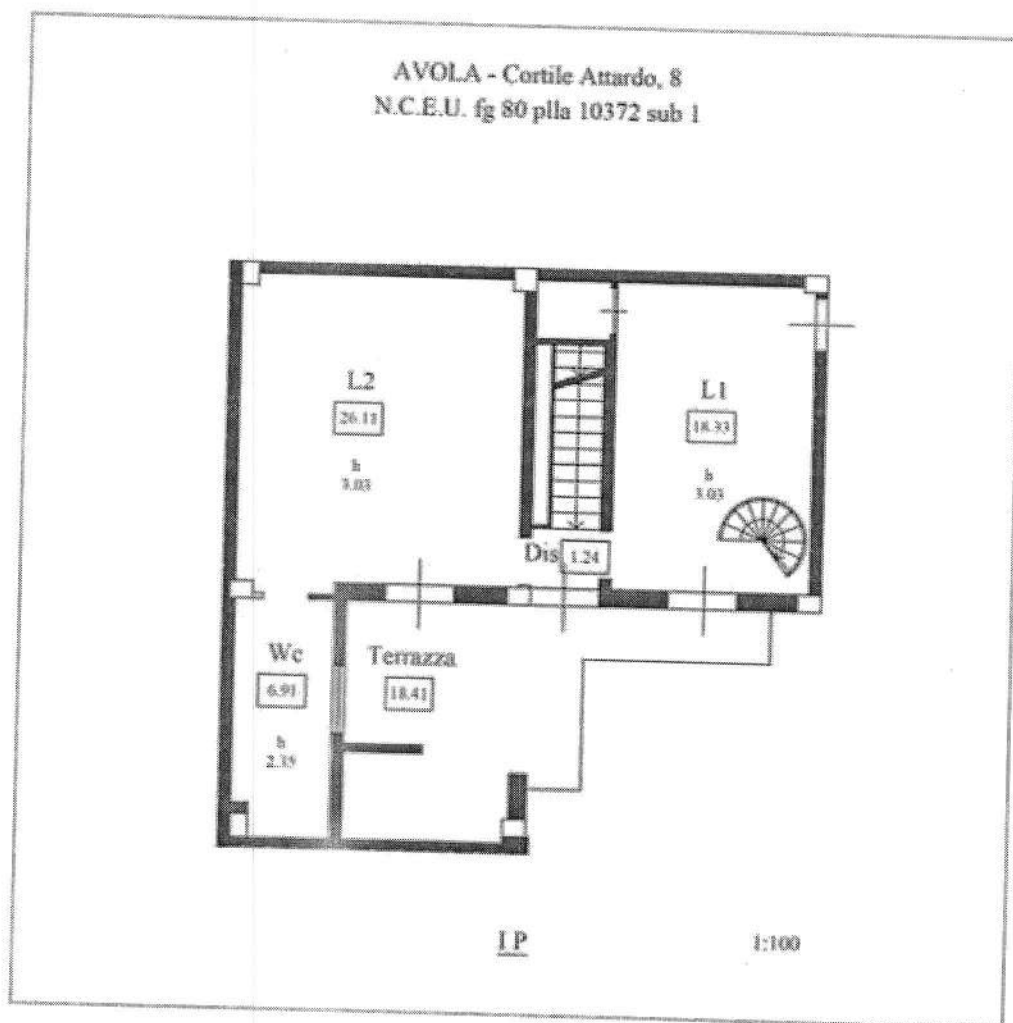 AVOLA - Cortile Attardo, 8
N.C.E.U. fg 80 plla 10372 sub 1
L2
26.11
h
3.03
L1
18.33
h
3.03
Dis
1.24
Wc
6.91
h
2.39
Terrazza
18.41
I P
1:100